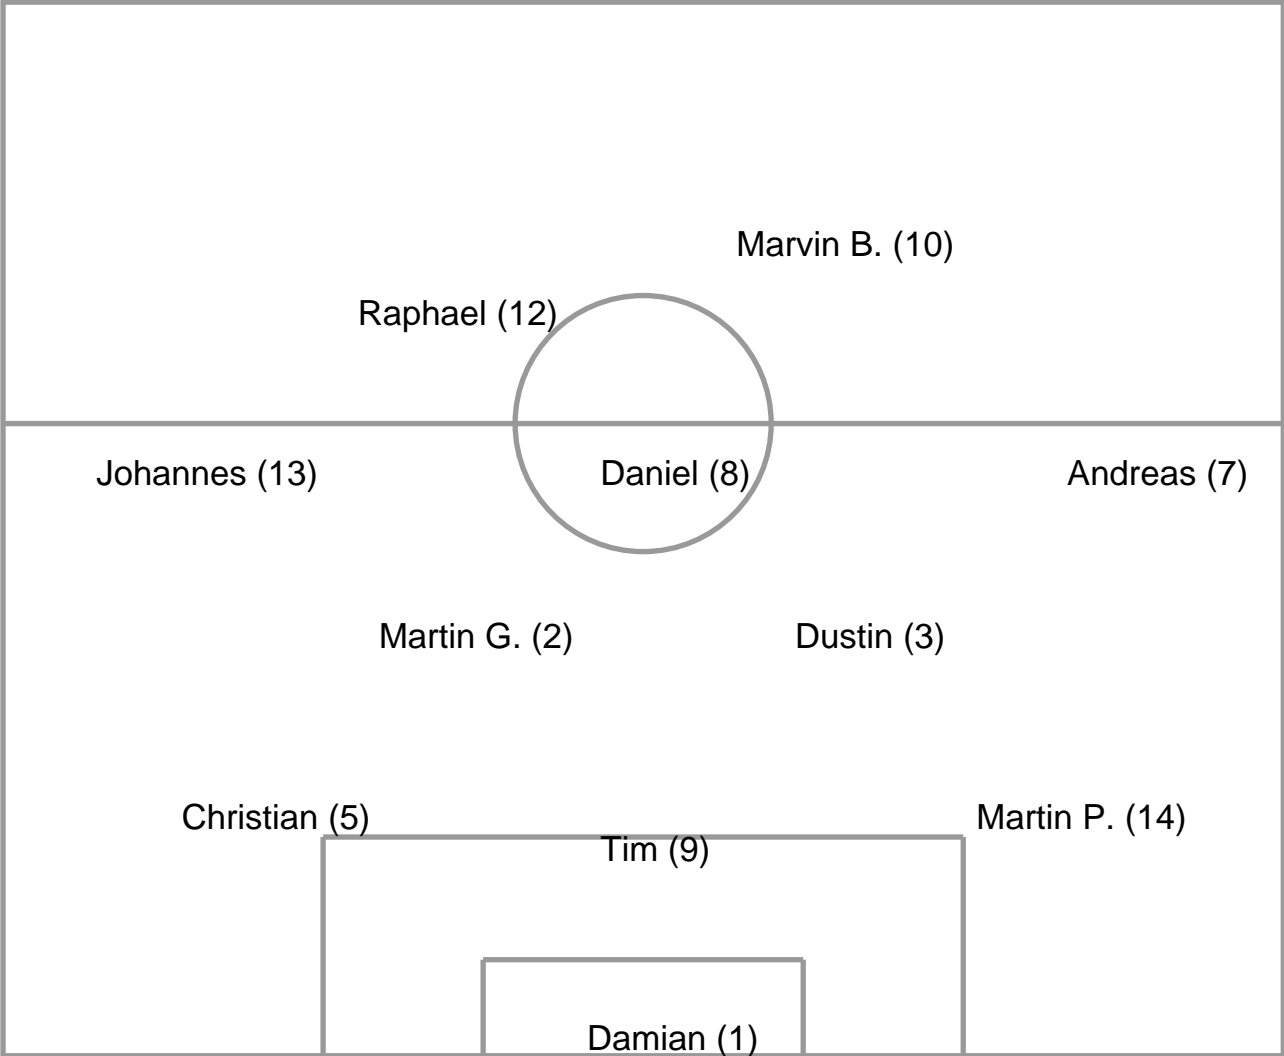 Marvin B. (10)
Raphael (12)
Johannes (13)
Daniel (8)
Andreas (7)
Martin G. (2)
Dustin (3)
Christian (5)
Martin P. (14)
Tim (9)
Damian (1)